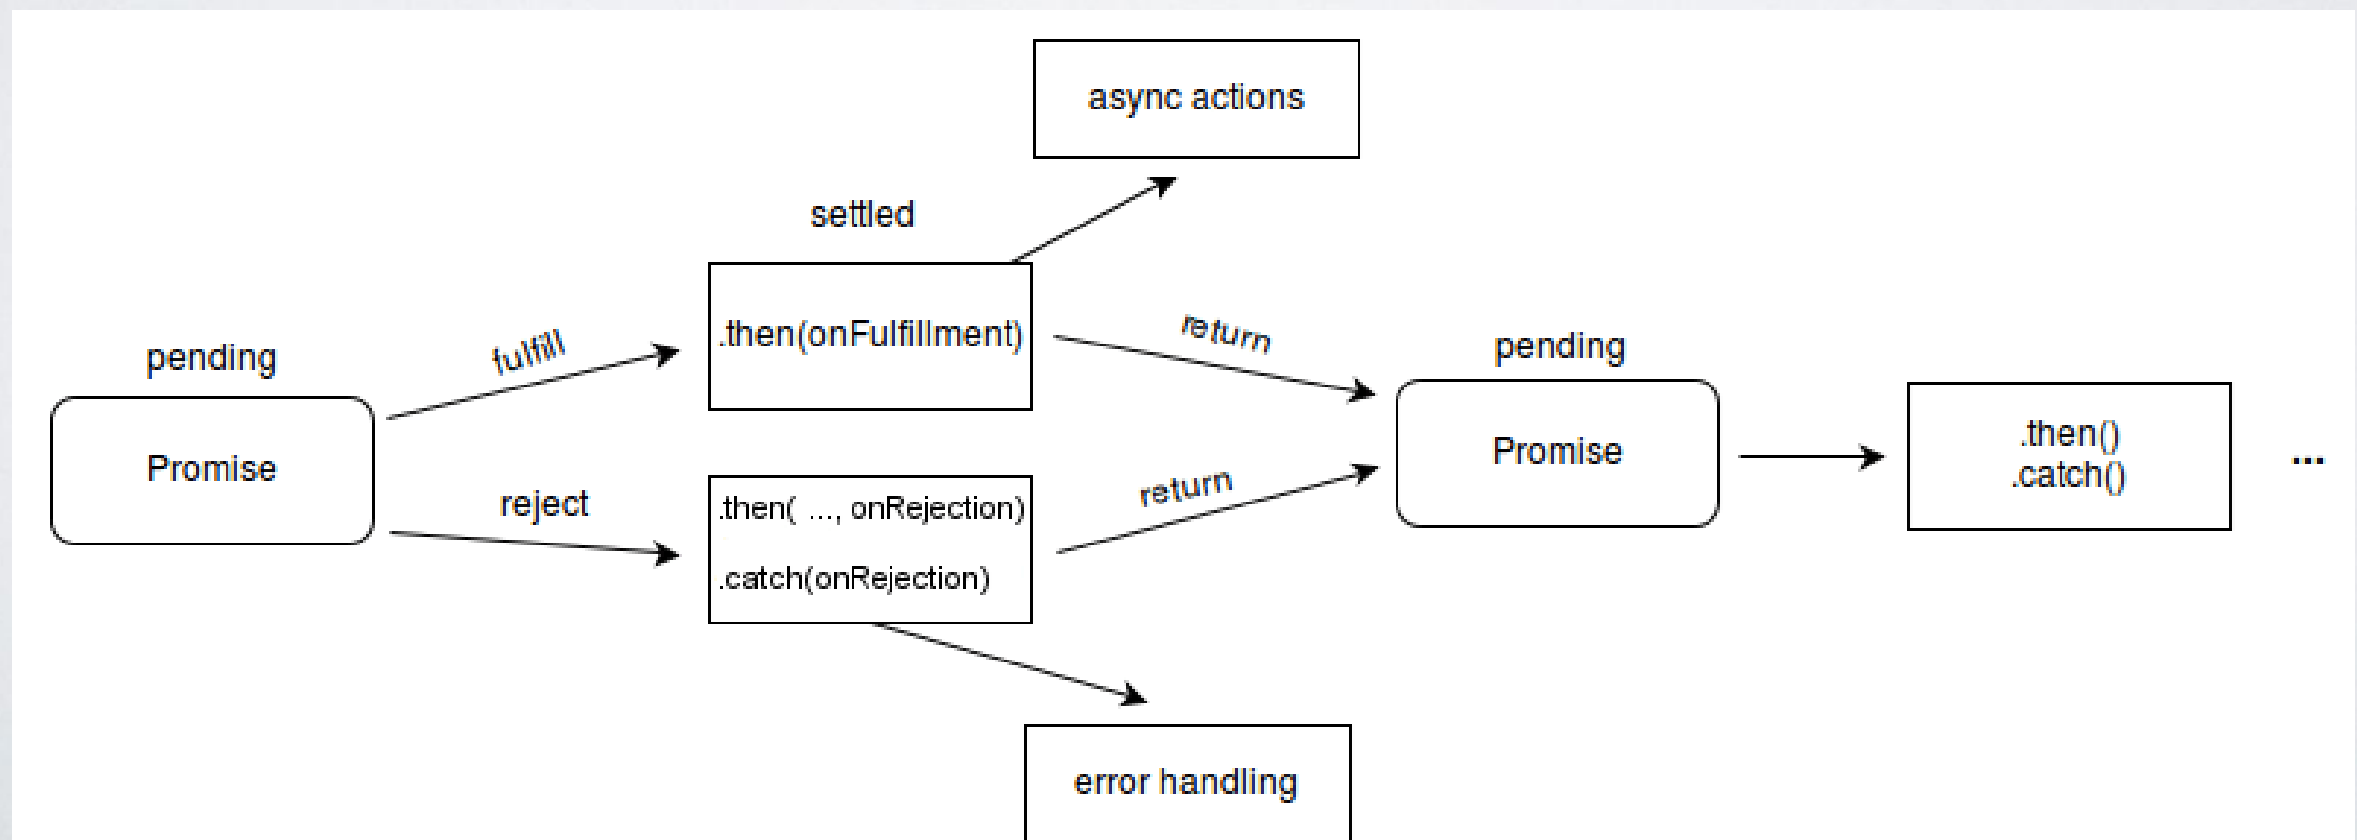 async actions
settled
.then(onFulfillment)
return
fulfill
pending
pending
Promise
Promise
.then()
.catch()
...
reject
return
.then( ..., onRejection)
.catch(onRejection)
error handling